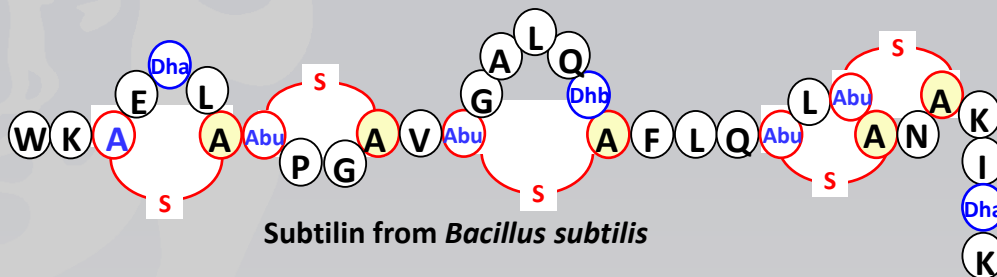 W K A E Dha L A Abu P G A V Abu G A L Q Dhb A F L Q Abu L Abu A N A K I Dha K
S
S
S
S
S
Subtilin from Bacillus subtilis